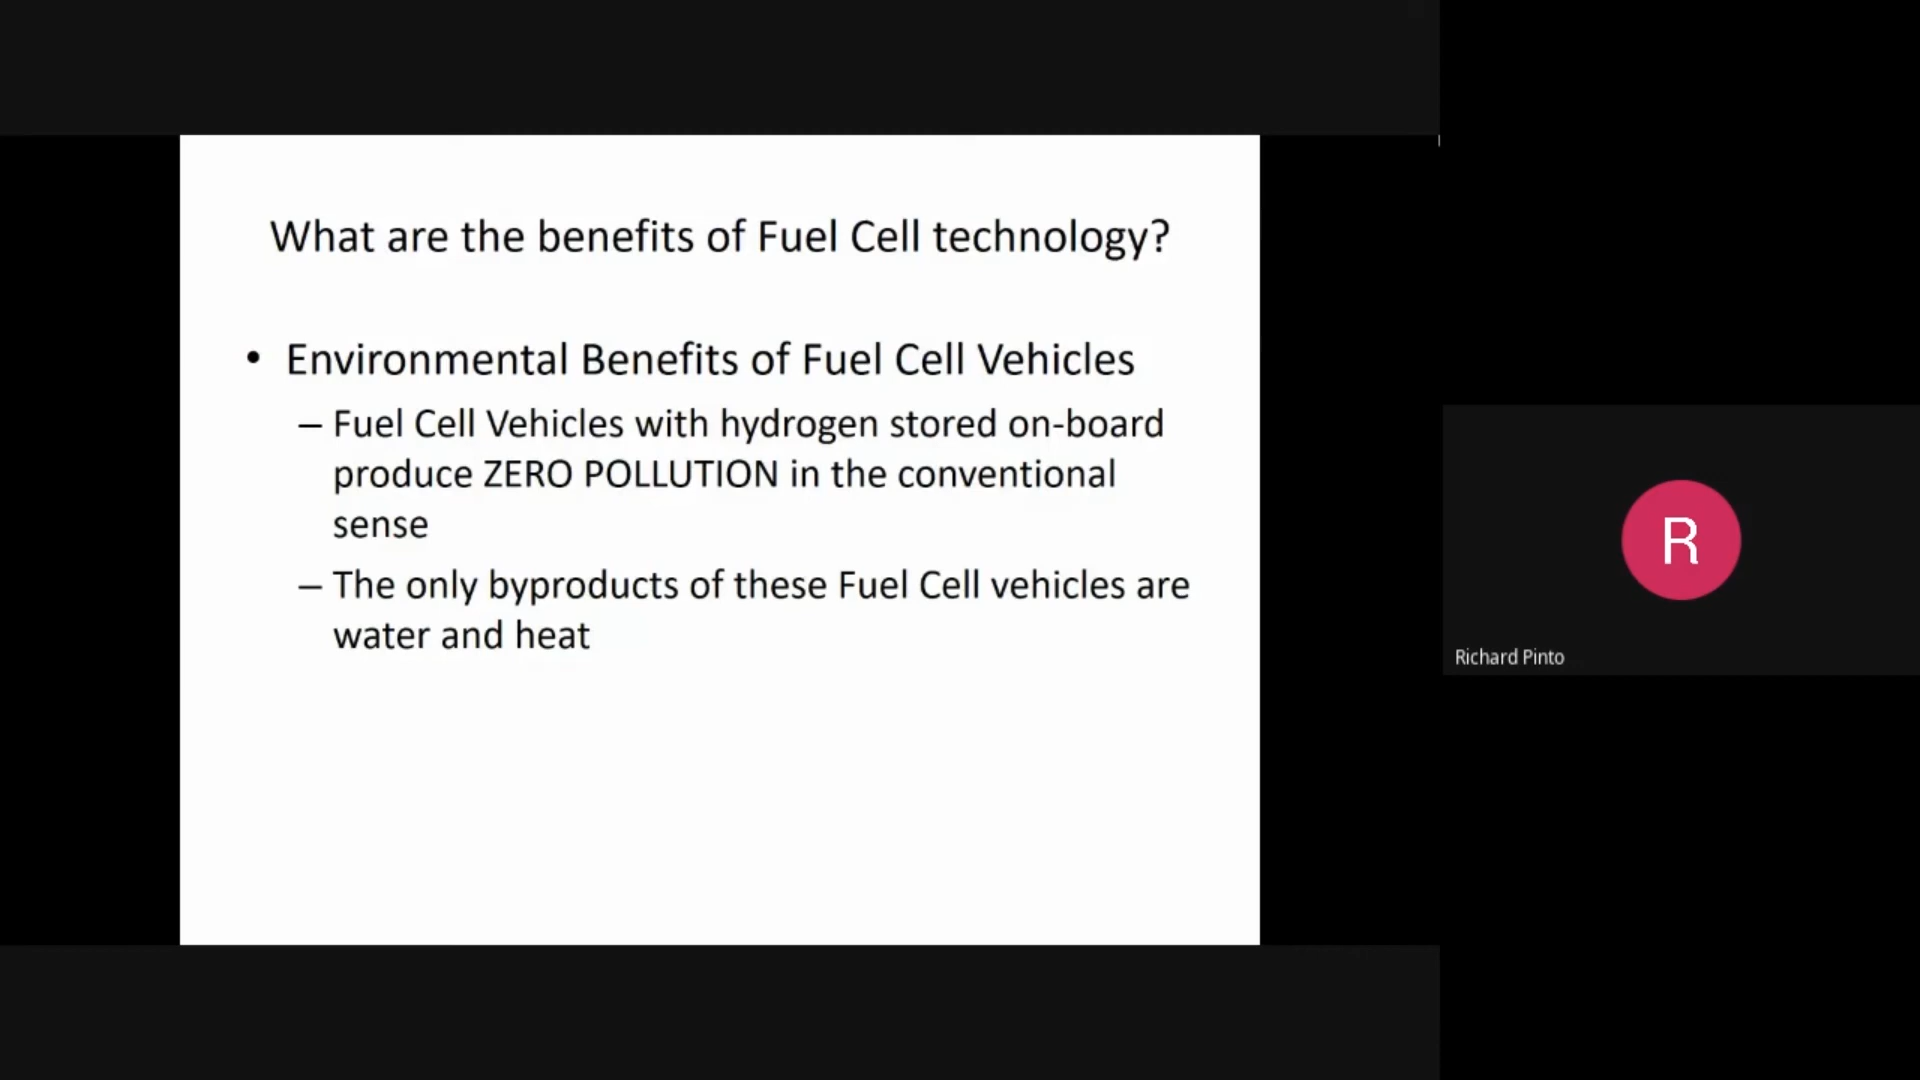 What are the benefits of Fuel Cell technology?
• Environmental Benefits of Fuel Cell Vehicles
– Fuel Cell Vehicles with hydrogen stored on-board
produce ZERO POLLUTION in the conventional
sense
– The only byproducts of these Fuel Cell vehicles are
water and heat
R
Richard Pinto